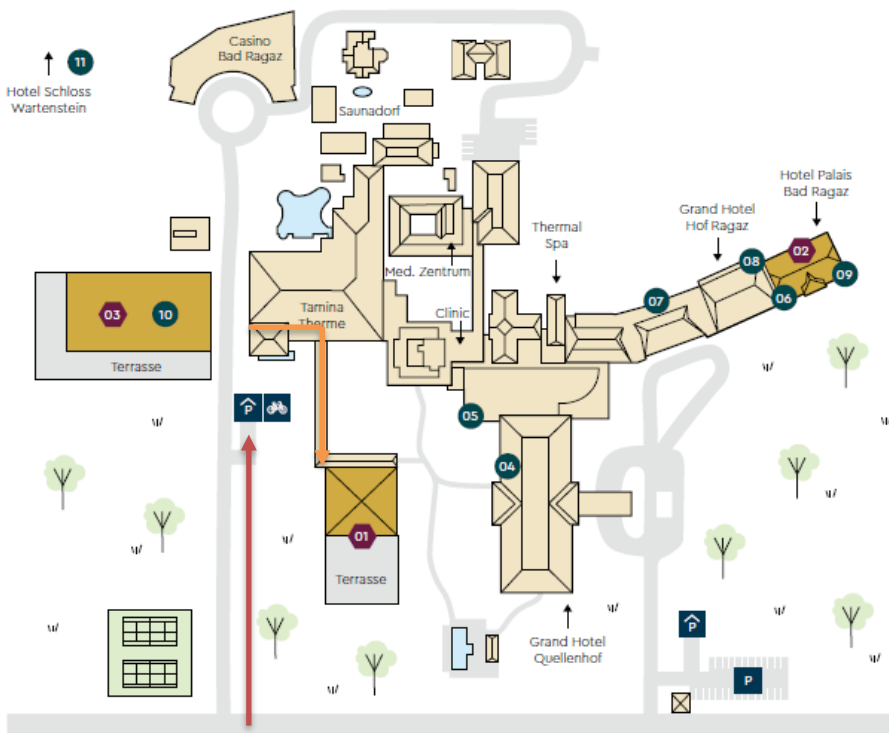 Casino
Bad Ragaz
11
Hotel Schloss
Wartenstein
Saunadorf
Hotel Palais
Bad Ragaz
Grand Hotel
Hof Ragaz
Thermal
Spa
Med. Zentrum
02
08
09
07
06
03
10
Tamina
Therme
Clinic
Terrasse
P
05
04
01
Terrasse
Grand Hotel
Quellenhof
P
P